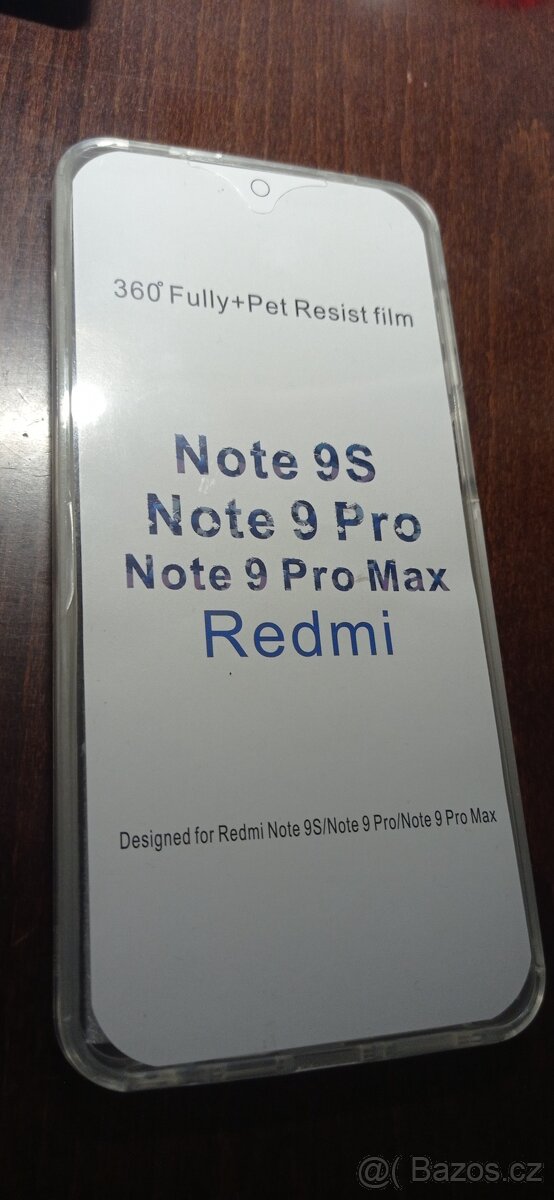 360° Fully+Pet Resist film
Note 9S
Note 9 Pro
Note 9 Pro Max
Redmi
Designed for Redmi Note 9S/Note 9 Pro/Note 9 Pro Max
@( Bazos.cz